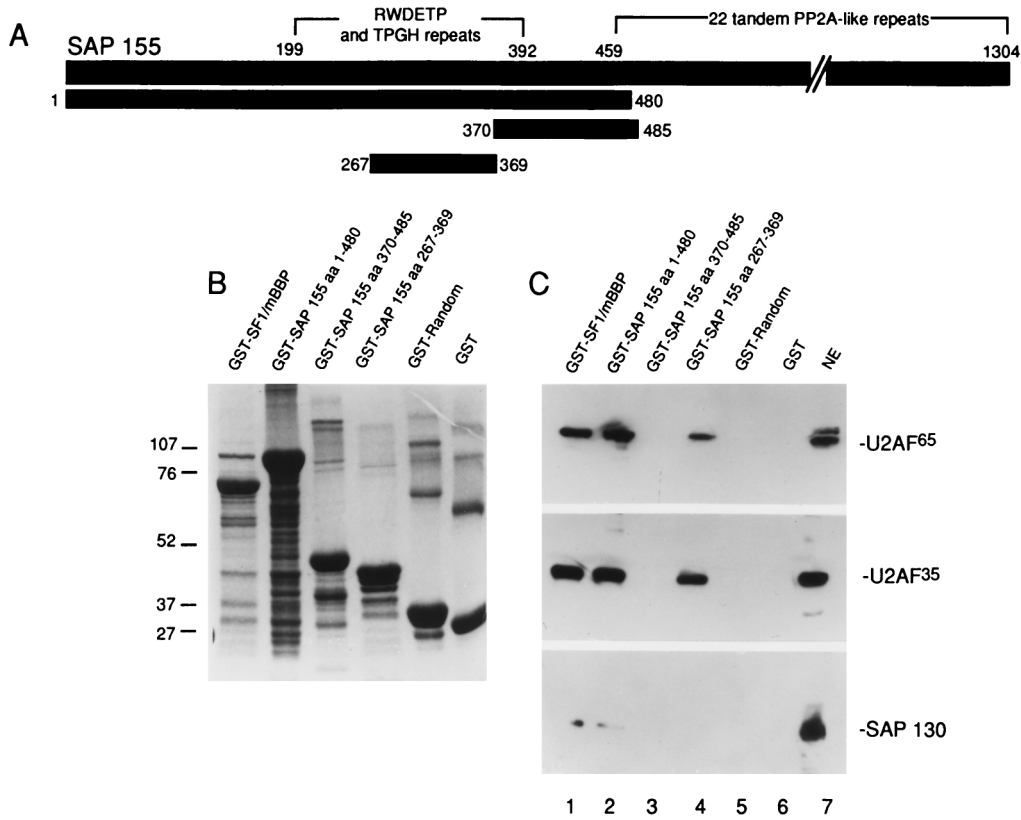 A
SAP 155
199
RWDETP
and TPGH repeats
392
459
22 tandem PP2A-like repeats
1304
1
480
370
485
267
369
B
GST-SF1/mBBP
GST-SAP 155 aa 1-480
GST-SAP 155 aa 370-485
GST-SAP 155 aa 267-369
GST-Random
GST
107
76
52
37
27
C
GST-SF1/mBBP
GST-SAP 155 aa 1-480
GST-SAP 155 aa 370-485
GST-SAP 155 aa 267-369
GST-Random
GST
NE
-U2AF65
-U2AF35
-SAP 130
1 2 3 4 5 6 7